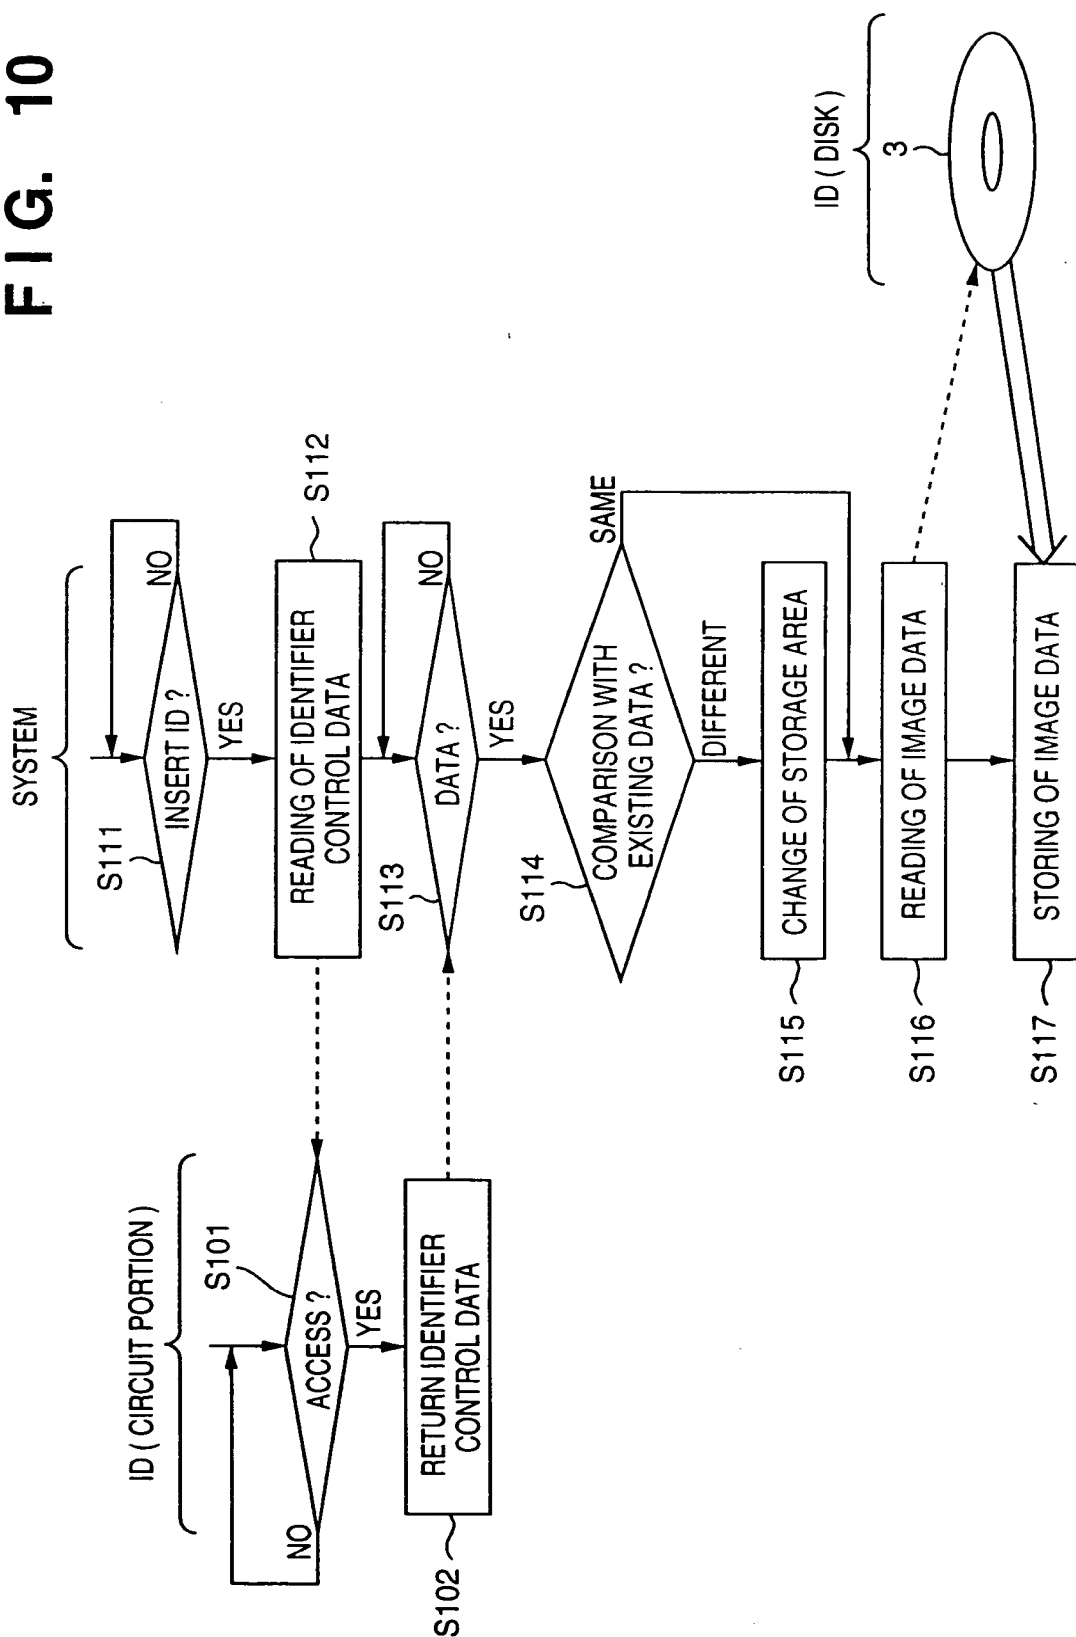 FIG. 10
ID ( CIRCUIT PORTION )
SYSTEM
ID ( DISK )
S101
ACCESS ?
NO
YES
S102
RETURN IDENTIFIER
CONTROL DATA
S111
INSERT ID ?
NO
YES
S112
READING OF IDENTIFIER
CONTROL DATA
S113
DATA ?
NO
YES
S114
COMPARISON WITH
EXISTING DATA ?
SAME
DIFFERENT
S115
CHANGE OF STORAGE AREA
S116
READING OF IMAGE DATA
S117
STORING OF IMAGE DATA
3